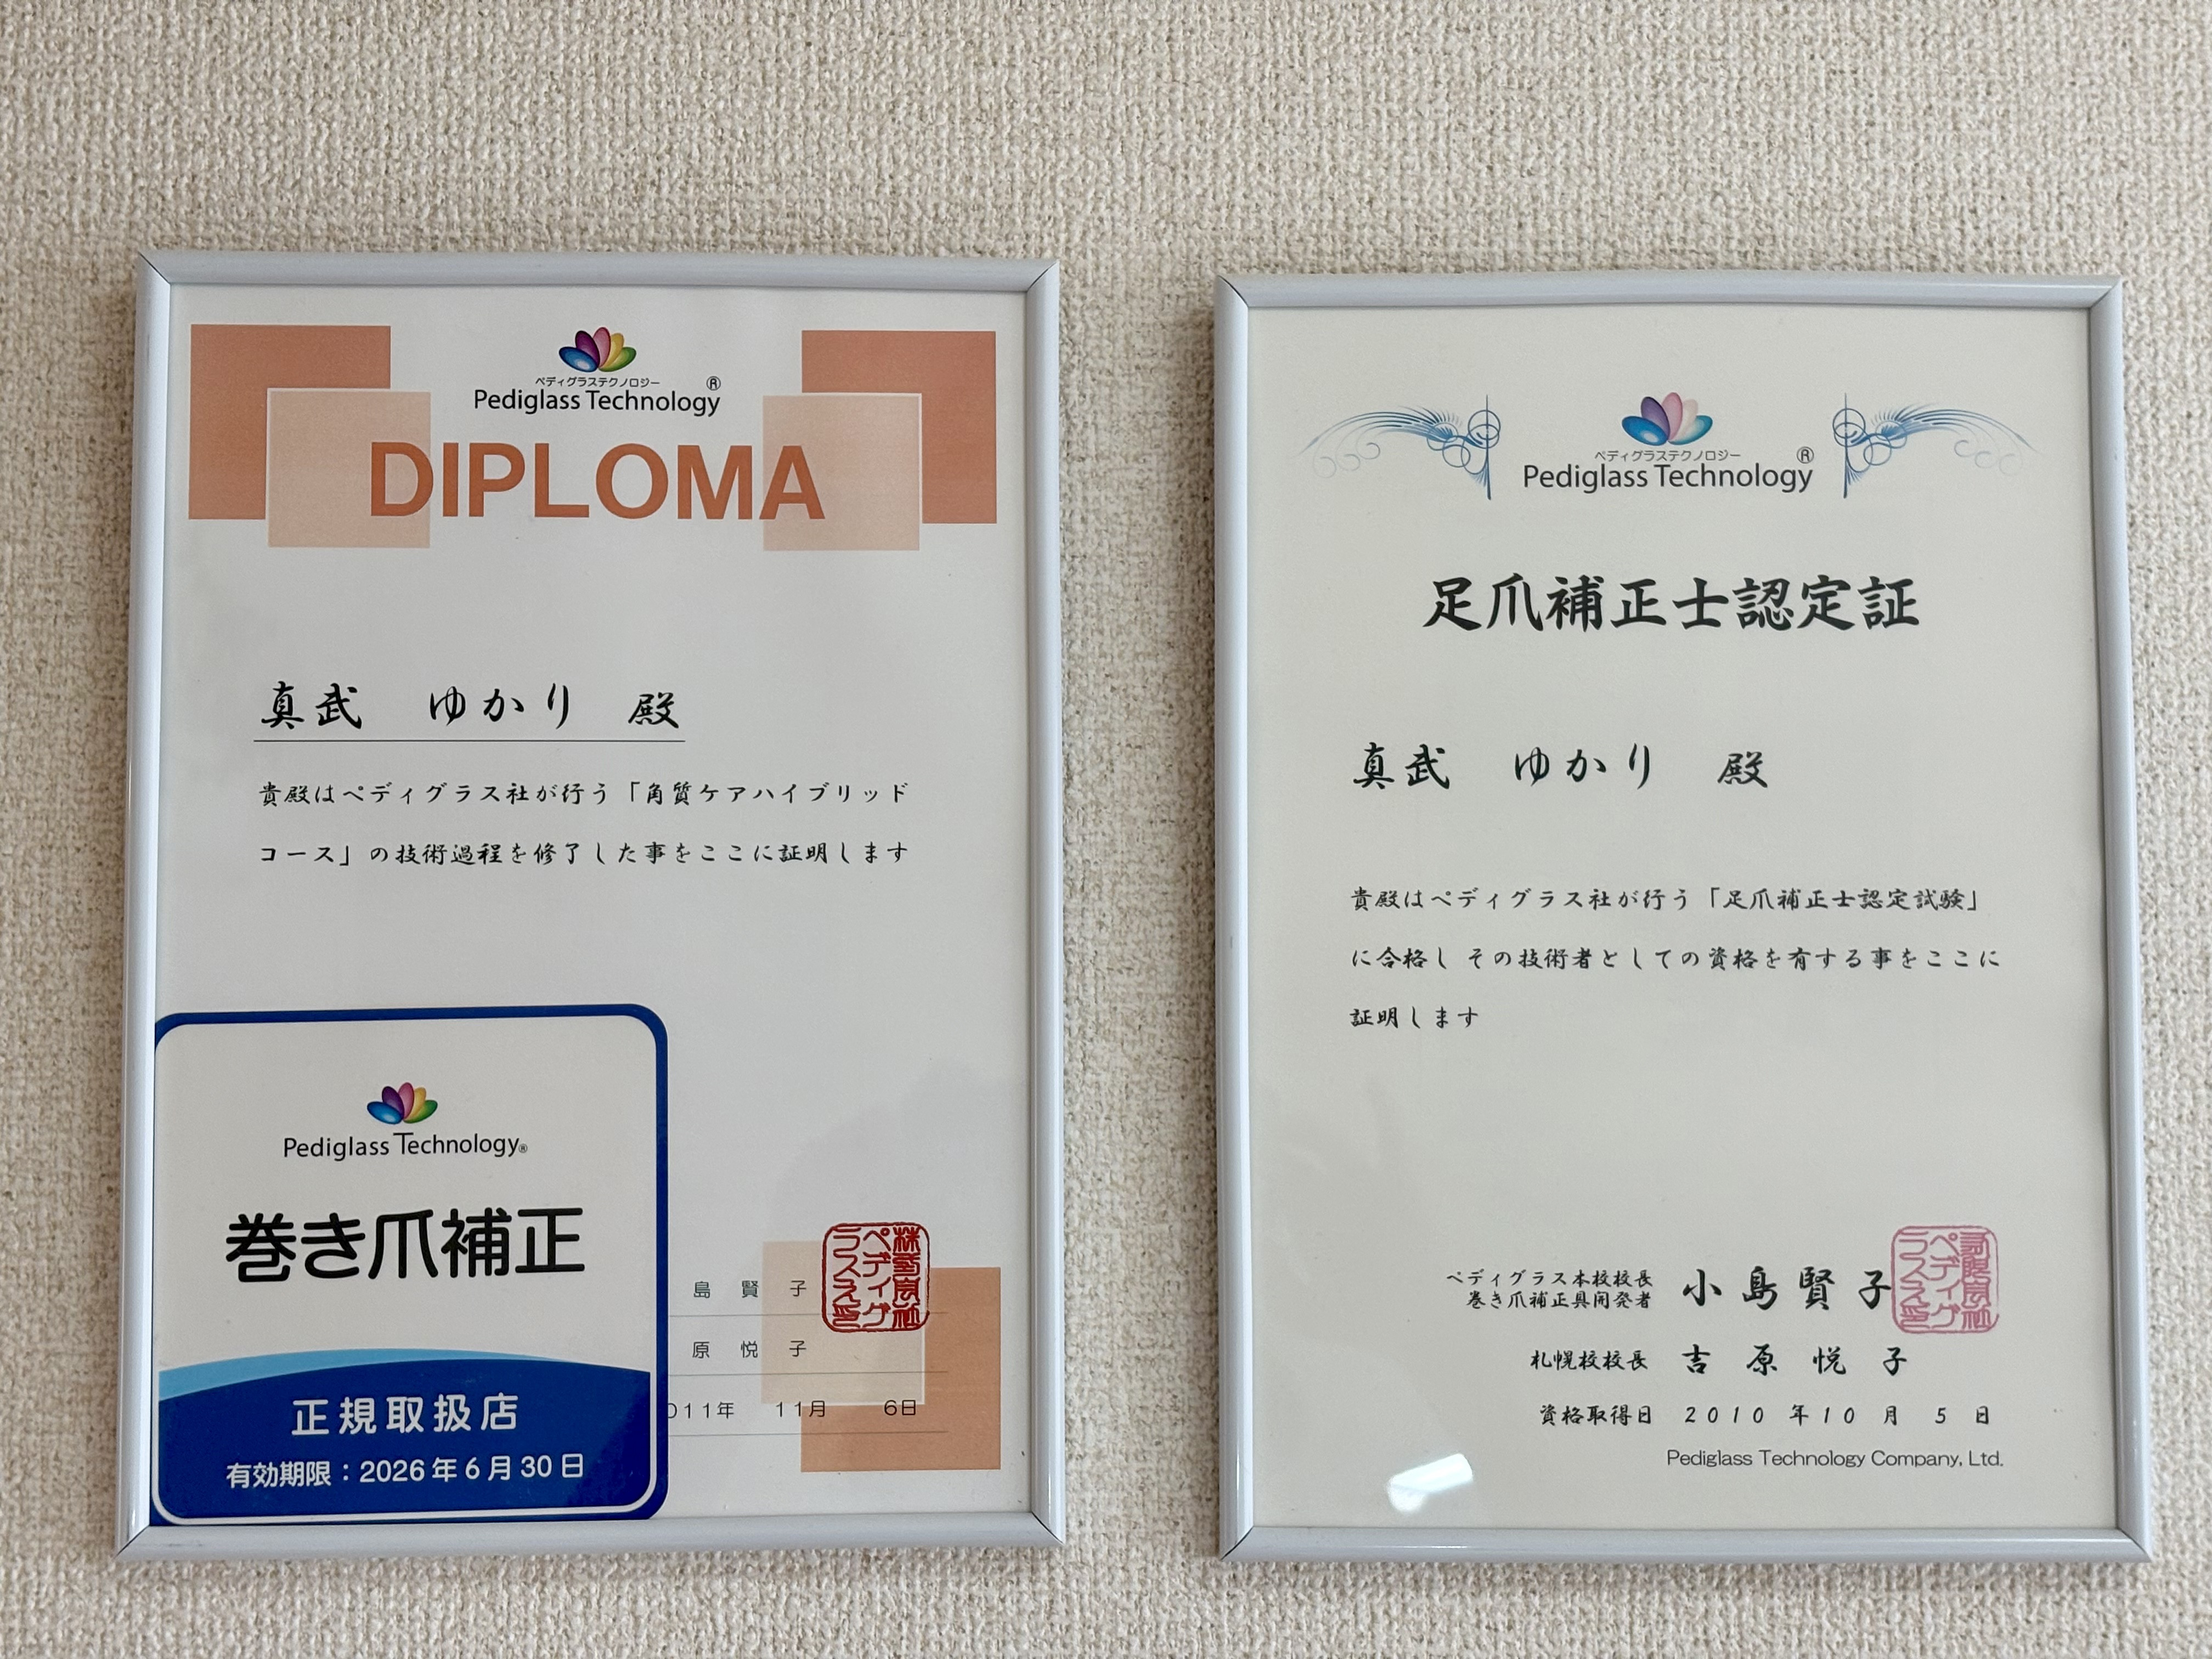 ペディグラステクノロジー®
Pediglass Technology
DIPLOMA
真武 ゆかり 殿
貴殿はペディグラス社が行う「角質ケアハイブリッド
コース」の技術過程を修了した事をここに証明します
島 賢 子
原 悦 子
011年 11月 6日
Pediglass Technology®
巻き爪補正
正規取扱店
有効期限：2026年6月30日
ペディグラステクノロジー®
Pediglass Technology
足爪補正士認定証
真武 ゆかり 殿
貴殿はペディグラス社が行う「足爪補正士認定試験」
に合格し その技術者としての資格を有する事をここに
証明します
ペディグラス本校校長
巻き爪補正具開発者 小島賢子
札幌校校長 吉原悦子
資格取得日 2010年10月5日
Pediglass Technology Company, Ltd.